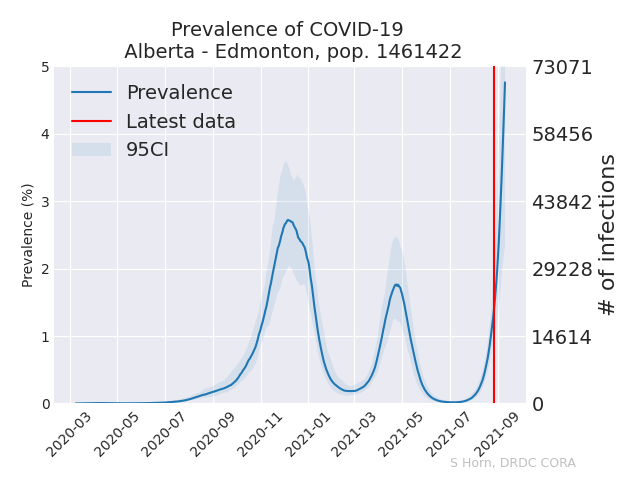 Prevalence of COVID-19
Alberta - Edmonton, pop. 1461422
Prevalence
Latest data
95CI
Prevalence (%)
5
4
3
2
1
0
73071
58456
43842
29228
14614
0
# of infections
2020-03
2020-05
2020-07
2020-09
2020-11
2021-01
2021-03
2021-05
2021-07
2021-09
S Horn, DRDC CORA